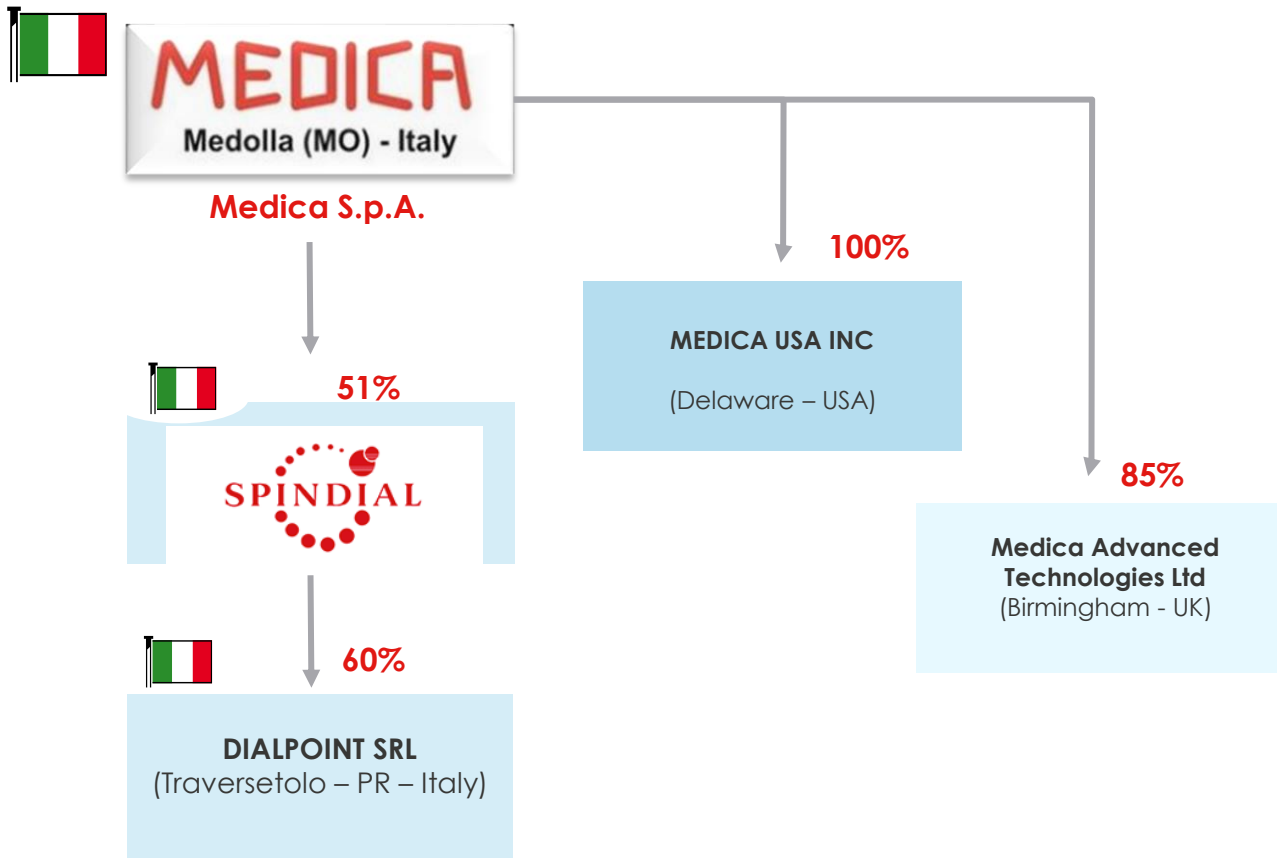 MEDICA
Medolla (MO) - Italy
Medica S.p.A.
100%
MEDICA USA INC
(Delaware – USA)
51%
SPINDIAL
85%
Medica Advanced
Technologies Ltd
(Birmingham - UK)
60%
DIALPOINT SRL
(Traversetolo – PR – Italy)